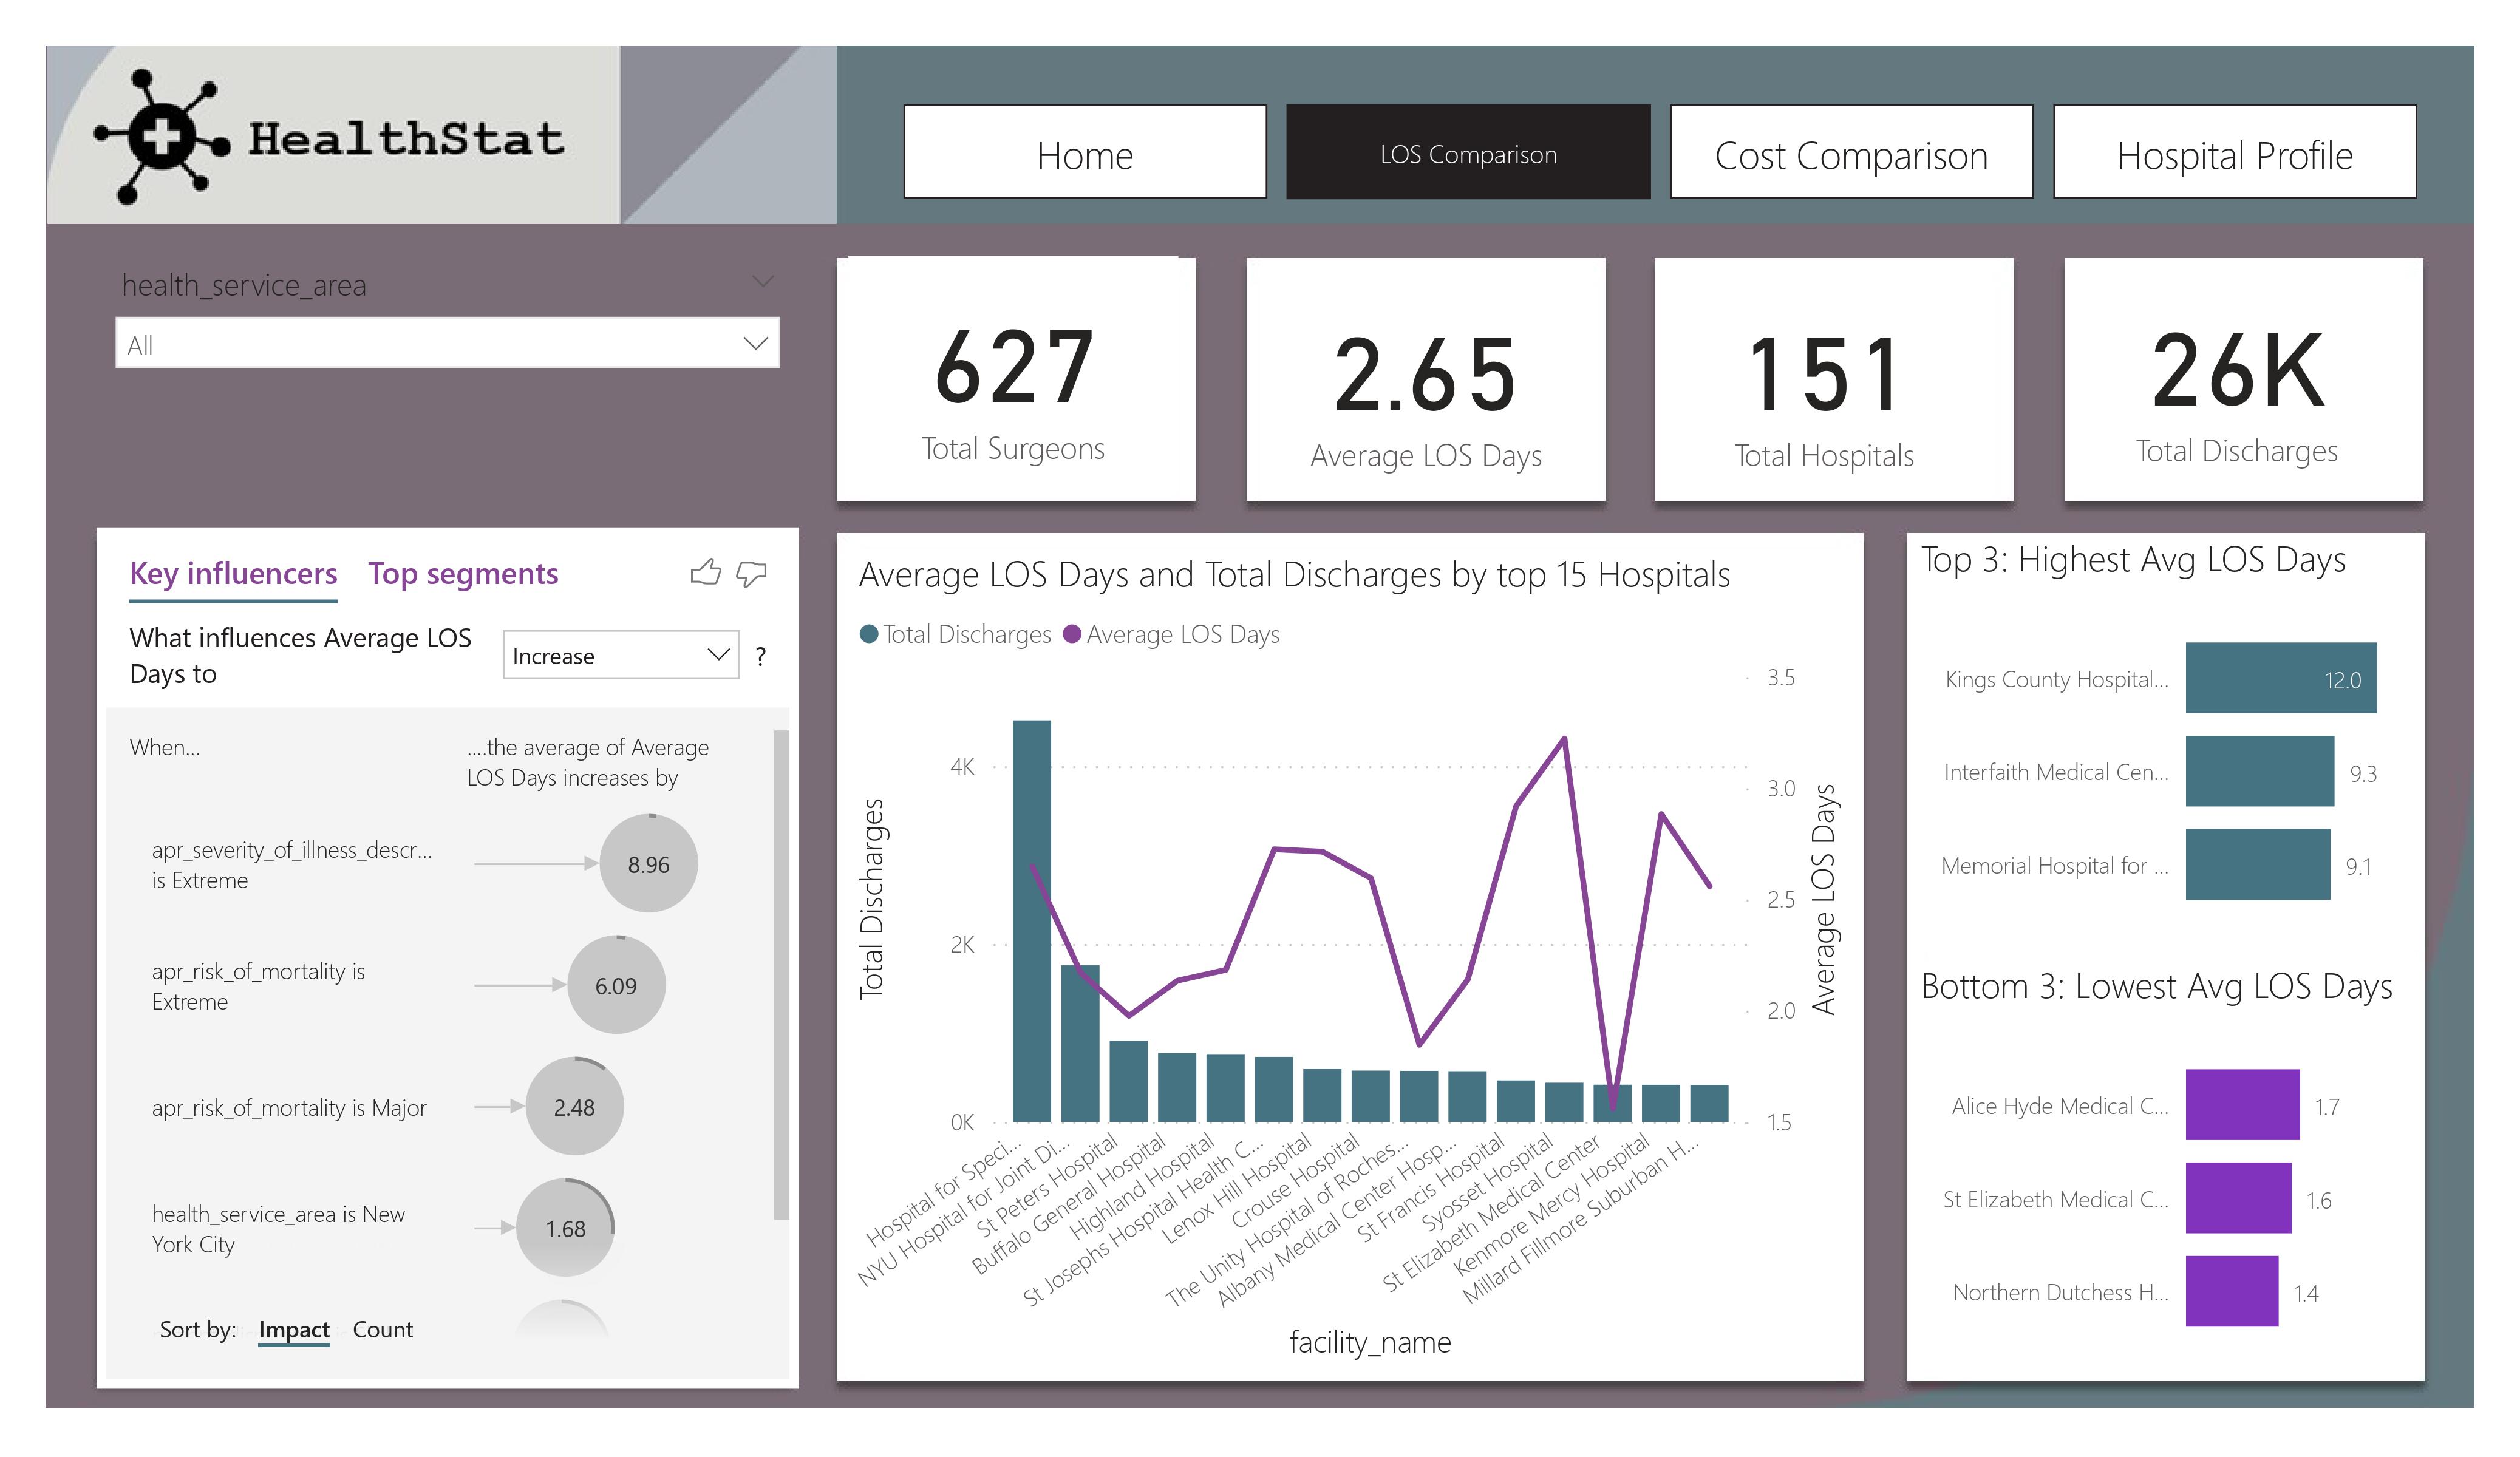 HealthStat
Home
LOS Comparison
Cost Comparison
Hospital Profile
health_service_area
All
627
Total Surgeons
2.65
Average LOS Days
151
Total Hospitals
26K
Total Discharges
Key influencers Top segments
What influences Average LOS
Days to
Increase
?
When...
....the average of Average
LOS Days increases by
apr_severity_of_illness_descr...
is Extreme
8.96
apr_risk_of_mortality is
Extreme
6.09
apr_risk_of_mortality is Major
2.48
health_service_area is New
York City
1.68
Sort by: Impact Count
Average LOS Days and Total Discharges by top 15 Hospitals
Total Discharges Average LOS Days
Total Discharges
4K
2K
0K
3.5
3.0
2.5
2.0
1.5
Average LOS Days
Hospital for Speci...
NYU Hospital for Joint Di...
St Peters Hospital
Buffalo General Hospital
Highland Hospital
St Josephs Hospital Health C...
Lenox Hill Hospital
Crouse Hospital
The Unity Hospital of Roches...
Albany Medical Center Hosp...
St Francis Hospital
Syosset Hospital
St Elizabeth Medical Center
Kenmore Mercy Hospital
Millard Fillmore Suburban H...
facility_name
Top 3: Highest Avg LOS Days
Kings County Hospital... 12.0
Interfaith Medical Cen... 9.3
Memorial Hospital for ... 9.1
Bottom 3: Lowest Avg LOS Days
Alice Hyde Medical C... 1.7
St Elizabeth Medical C... 1.6
Northern Dutchess H... 1.4